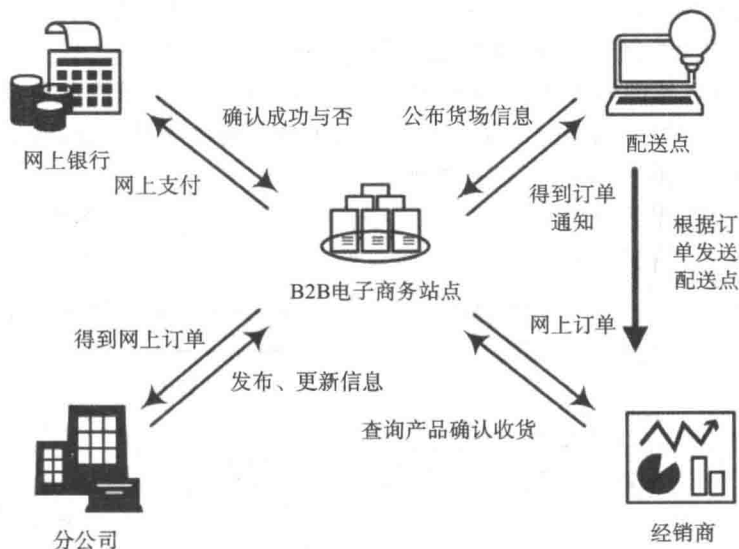 确认成功与否
公布货场信息
网上银行
配送点
网上支付
得到订单
通知
根据订
单发送
配送点
B2B电子商务站点
得到网上订单
网上订单
发布、更新信息
查询产品确认收货
分公司
经销商